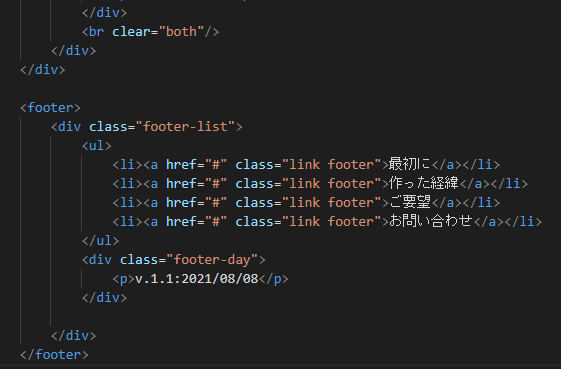 </div>
<br clear="both"/>
</div>
</div>
<footer>
<div class="footer-list">
<ul>
<li><a href="#" class="link footer">最初に</a></li>
<li><a href="#" class="link footer">作った経緯</a></li>
<li><a href="#" class="link footer">ご要望</a></li>
<li><a href="#" class="link footer">お問い合わせ</a></li>
</ul>
<div class="footer-day">
<p>v.1.1:2021/08/08</p>
</div>
</div>
</footer>